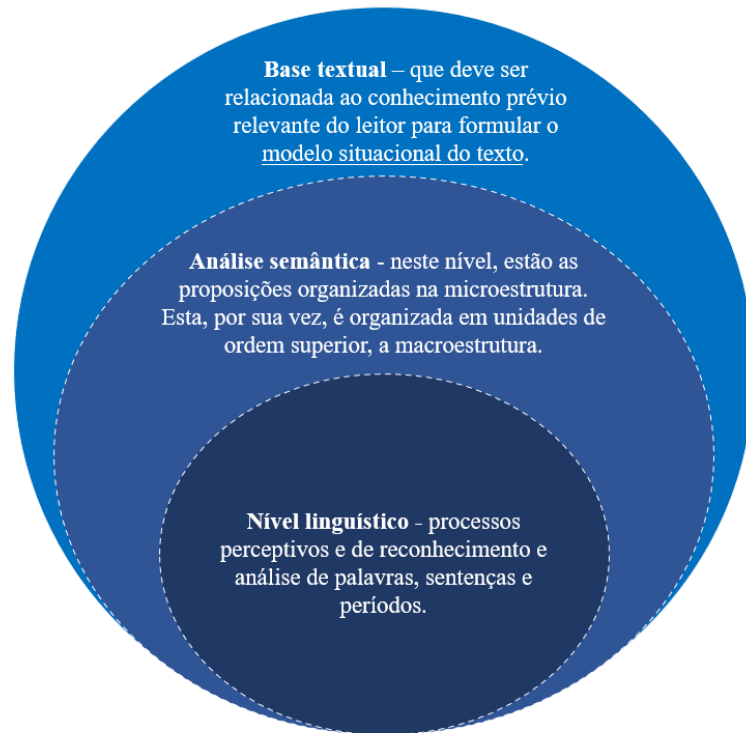 Base textual – que deve ser
relacionada ao conhecimento prévio
relevante do leitor para formular o
modelo situacional do texto.
Análise semântica - neste nível, estão as
proposições organizadas na microestrutura.
Esta, por sua vez, é organizada em unidades de
ordem superior, a macroestrutura.
Nível linguístico - processos
perceptivos e de reconhecimento e
análise de palavras, sentenças e
períodos.